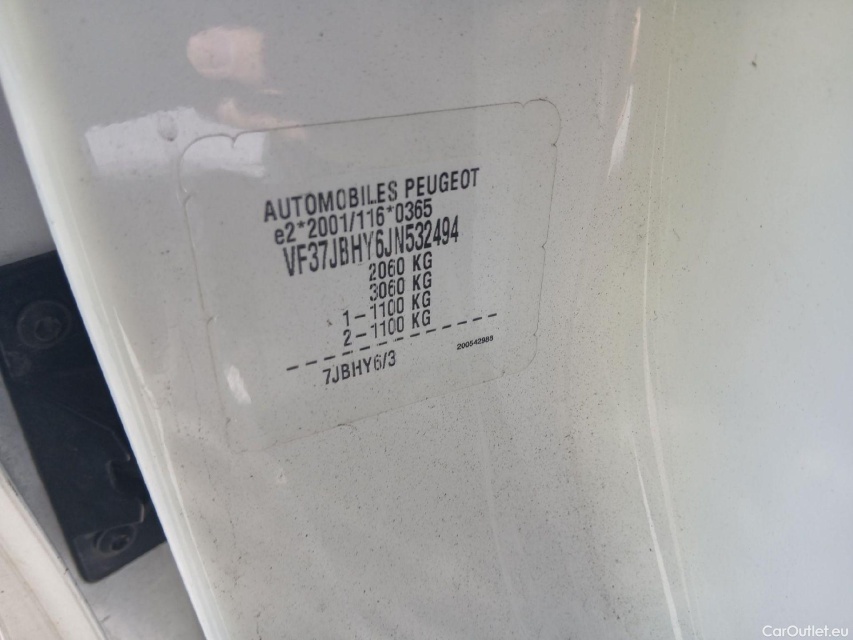 AUTOMOBILES PEUGEOT
e2*2001/116*0365
VF37JBHY6JN532494
2060 KG
3060 KG
1-1100 KG
2-1100 KG
7JBHY6/3
200542985
CarOutlet.eu